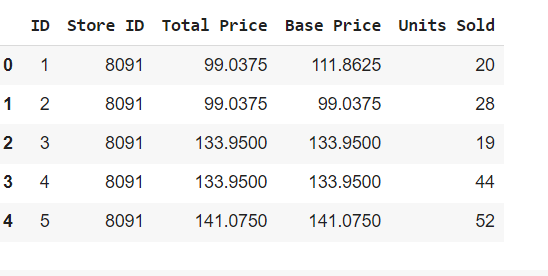 ID Store ID Total Price Base Price Units Sold
0 1 8091 99.0375 111.8625 20
1 2 8091 99.0375 99.0375 28
2 3 8091 133.9500 133.9500 19
3 4 8091 133.9500 133.9500 44
4 5 8091 141.0750 141.0750 52